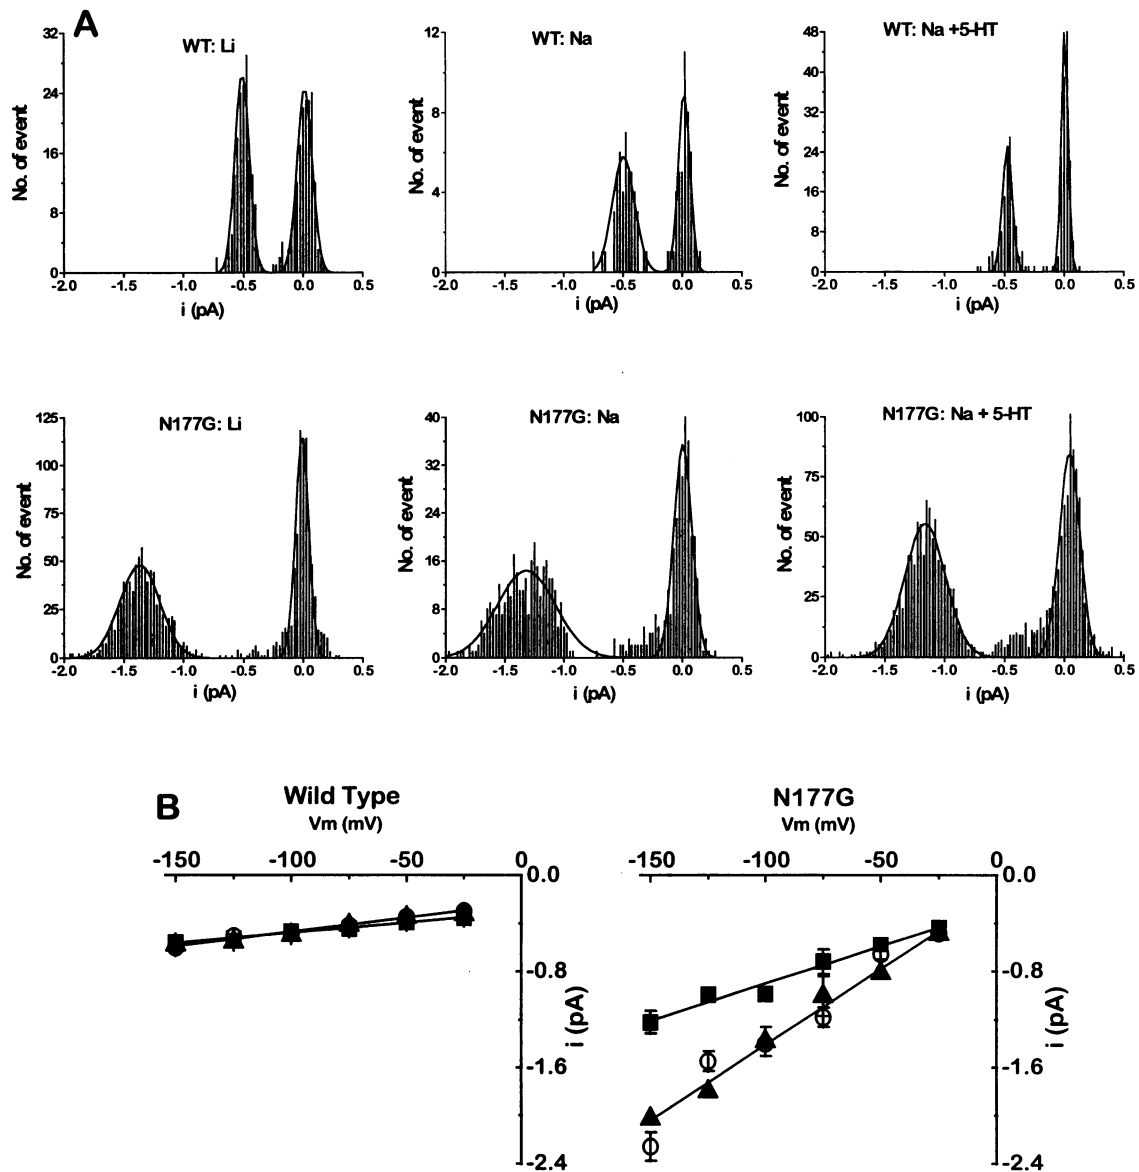 A
WT: Li
WT: Na
WT: Na +5-HT
32
24
16
8
0
No. of event
-2.0 -1.5 -1.0 -0.5 0.0 0.5
i (pA)
12
8
4
0
No. of event
-2.0 -1.5 -1.0 -0.5 0.0 0.5
i (pA)
48
40
32
24
16
8
0
No. of event
-2.0 -1.5 -1.0 -0.5 0.0 0.5
i (pA)
N177G: Li
N177G: Na
N177G: Na + 5-HT
125
100
75
50
25
0
No. of event
-2.0 -1.5 -1.0 -0.5 0.0 0.5
i (pA)
40
32
24
16
8
0
No. of event
-2.0 -1.5 -1.0 -0.5 0.0 0.5
i (pA)
100
75
50
25
0
No. of event
-2.0 -1.5 -1.0 -0.5 0.0 0.5
i (pA)
B
Wild Type
Vm (mV)
-150 -100 -50 0
0.0
-0.8
-1.6
-2.4
i (pA)
N177G
Vm (mV)
-150 -100 -50 0
0.0
-0.8
-1.6
-2.4
i (pA)